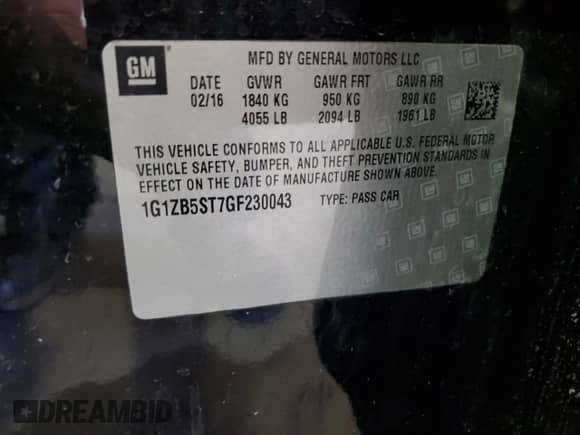 GM
MFD BY GENERAL MOTORS LLC
DATE GVWR GAWR FRT GAWR RR
02/16 1840 KG 950 KG 890 KG
4055 LB 2094 LB 1961 LB
THIS VEHICLE CONFORMS TO ALL APPLICABLE U.S. FEDERAL MOTOR
VEHICLE SAFETY, BUMPER, AND THEFT PREVENTION STANDARDS IN
EFFECT ON THE DATE OF MANUFACTURE SHOWN ABOVE.
1G1ZB5ST7GF230043 TYPE: PASS CAR
DREAMBID